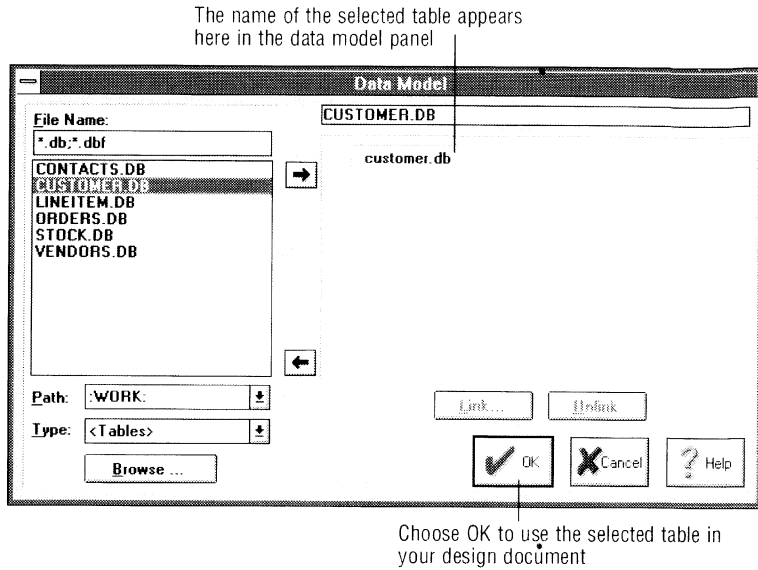 The name of the selected table appears
here in the data model panel
Data Model
File Name:
*.db;*.dbf
CONTACTS.DB
CUSTOMER.DB
LINEITEM.DB
ORDERS.DB
STOCK.DB
VENDORS.DB
Path: :WORK:
Type: <Tables>
Browse ...
CUSTOMER.DB
customer.db
Link... Unlink
OK Cancel ? Help
Choose OK to use the selected table in
your design document